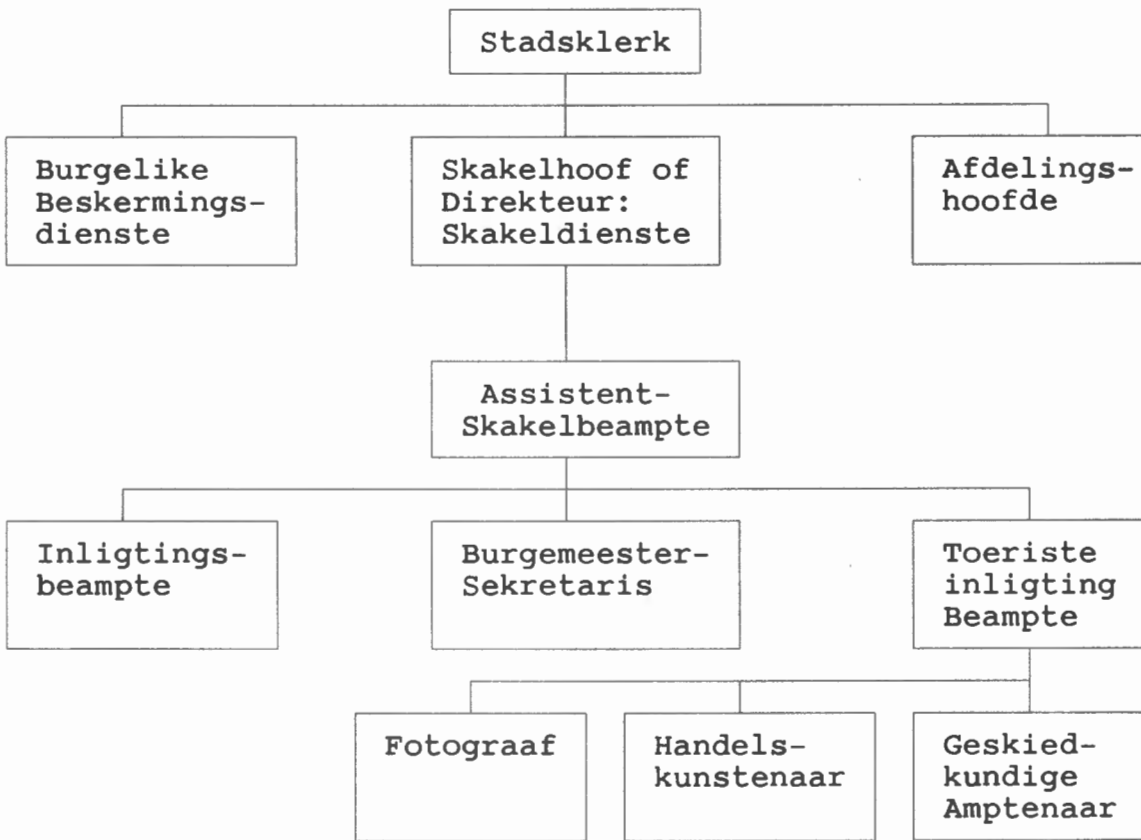 Stadsklerk
Burgelike
Beskermings-
dienste
Skakelhoof of
Direkteur:
Skakeldienste
Afdelings-
hoofde
Assistent-
Skakelbeampte
Inligtings-
beampte
Burgemeester-
Sekretaris
Toeriste
inligting
Beampte
Fotograaf
Handels-
kunstenaar
Geskied-
kundige
Amptenaar